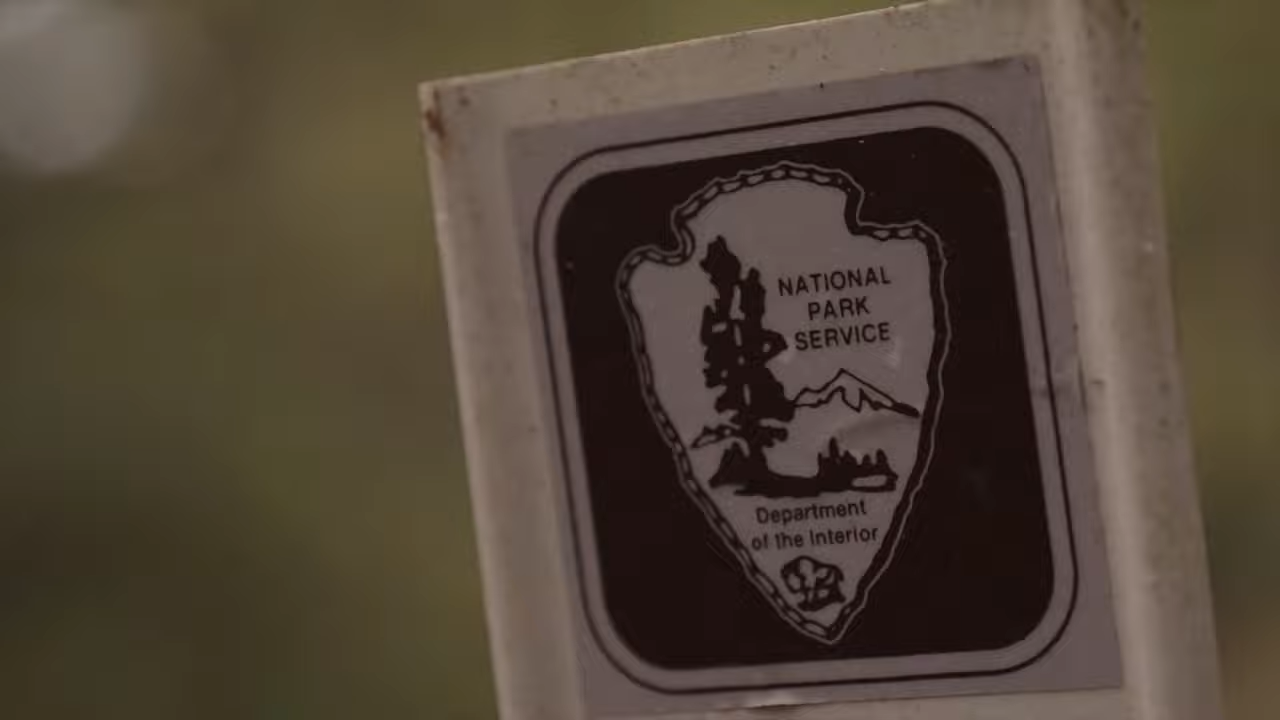 NATIONAL
PARK
SERVICE
Department
of the Interior